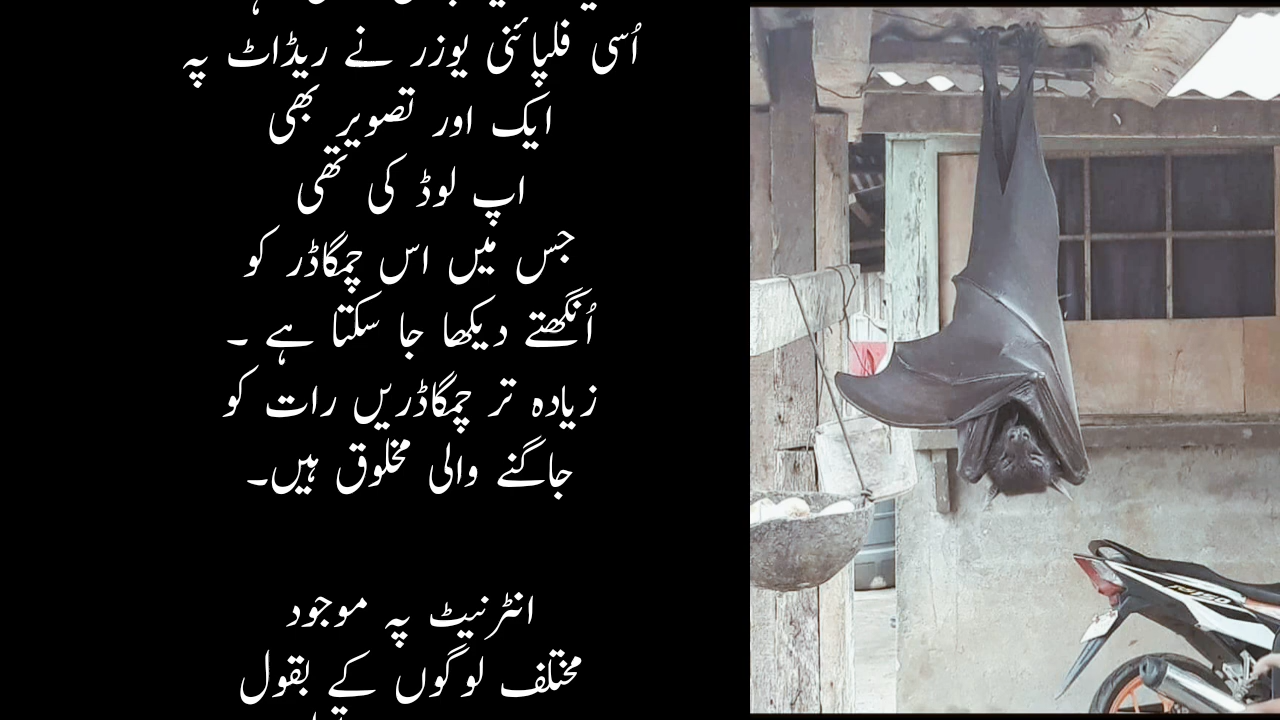 اُسی فلپائنی یوزر نے ریڈاٹ پہ
ایک اور تصویر بھی
اپ لوڈ کی تھی
جس میں اس چمگاڈر کو
اُنگھتے دیکھا جا سکتا ہے ۔
زیادہ تر چمگاڈریں رات کو
جاگنے والی مخلوق ہیں۔
انٹرنیٹ پہ موجود
مختلف لوگوں کے بقول